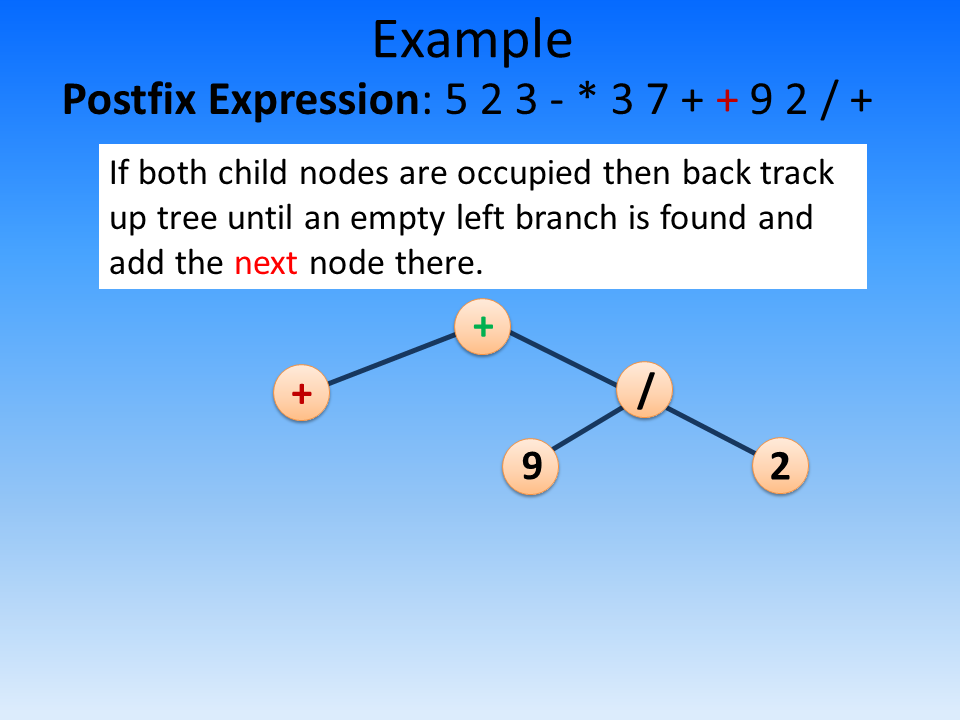 Example
Postfix Expression: 5 2 3 - * 3 7 + + 9 2 / +
If both child nodes are occupied then back track
up tree until an empty left branch is found and
add the next node there.
+
+ /
9 2